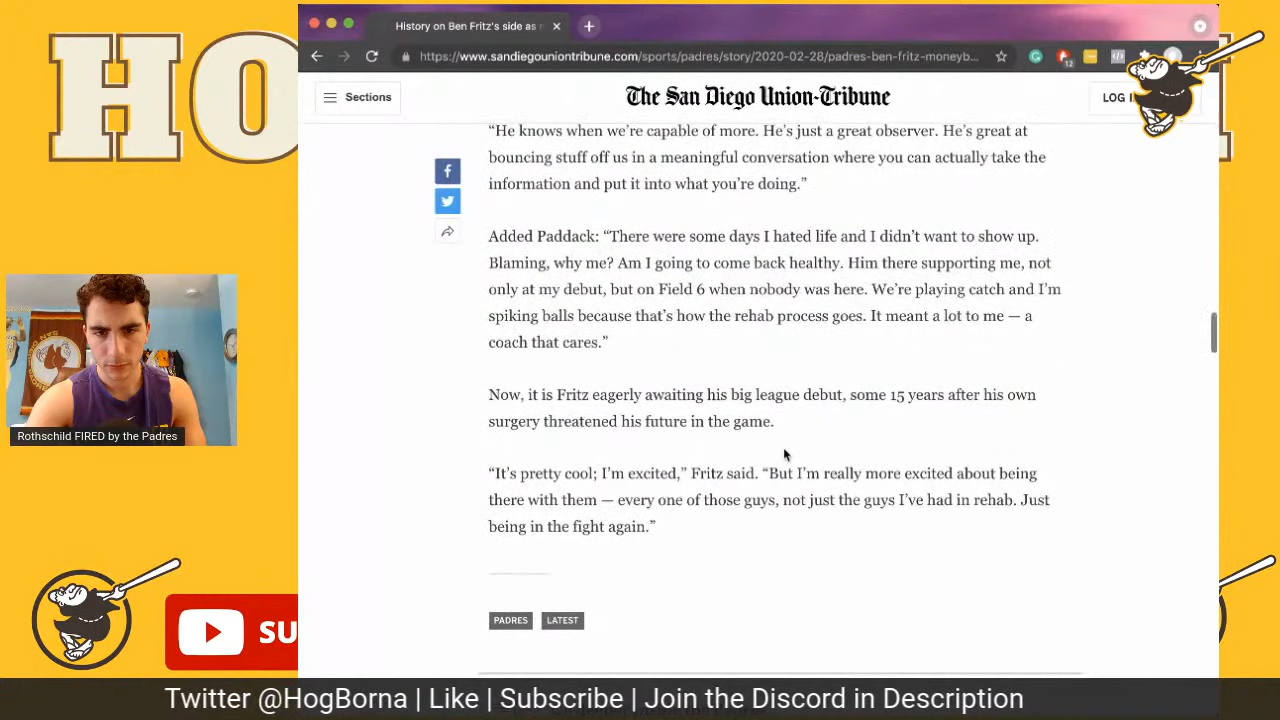 HO
History on Ben Fritz's side as
https://www.sandiegouniontribune.com/sports/padres/story/2020-02-28/padres-ben-fritz-moneyb...
12
Sections
The San Diego Union-Tribune
LOG I
“He knows when we’re capable of more. He’s just a great observer. He’s great at
bouncing stuff off us in a meaningful conversation where you can actually take the
information and put it into what you’re doing.”
Added Paddack: “There were some days I hated life and I didn’t want to show up.
Blaming, why me? Am I going to come back healthy. Him there supporting me, not
only at my debut, but on Field 6 when nobody was here. We’re playing catch and I’m
spiking balls because that’s how the rehab process goes. It meant a lot to me — a
coach that cares.”
Now, it is Fritz eagerly awaiting his big league debut, some 15 years after his own
surgery threatened his future in the game.
“It’s pretty cool; I’m excited,” Fritz said. “But I’m really more excited about being
there with them — every one of those guys, not just the guys I’ve had in rehab. Just
being in the fight again.”
PADRES
LATEST
Rothschild FIRED by the Padres
SU
Twitter @HogBorna | Like | Subscribe | Join the Discord in Description